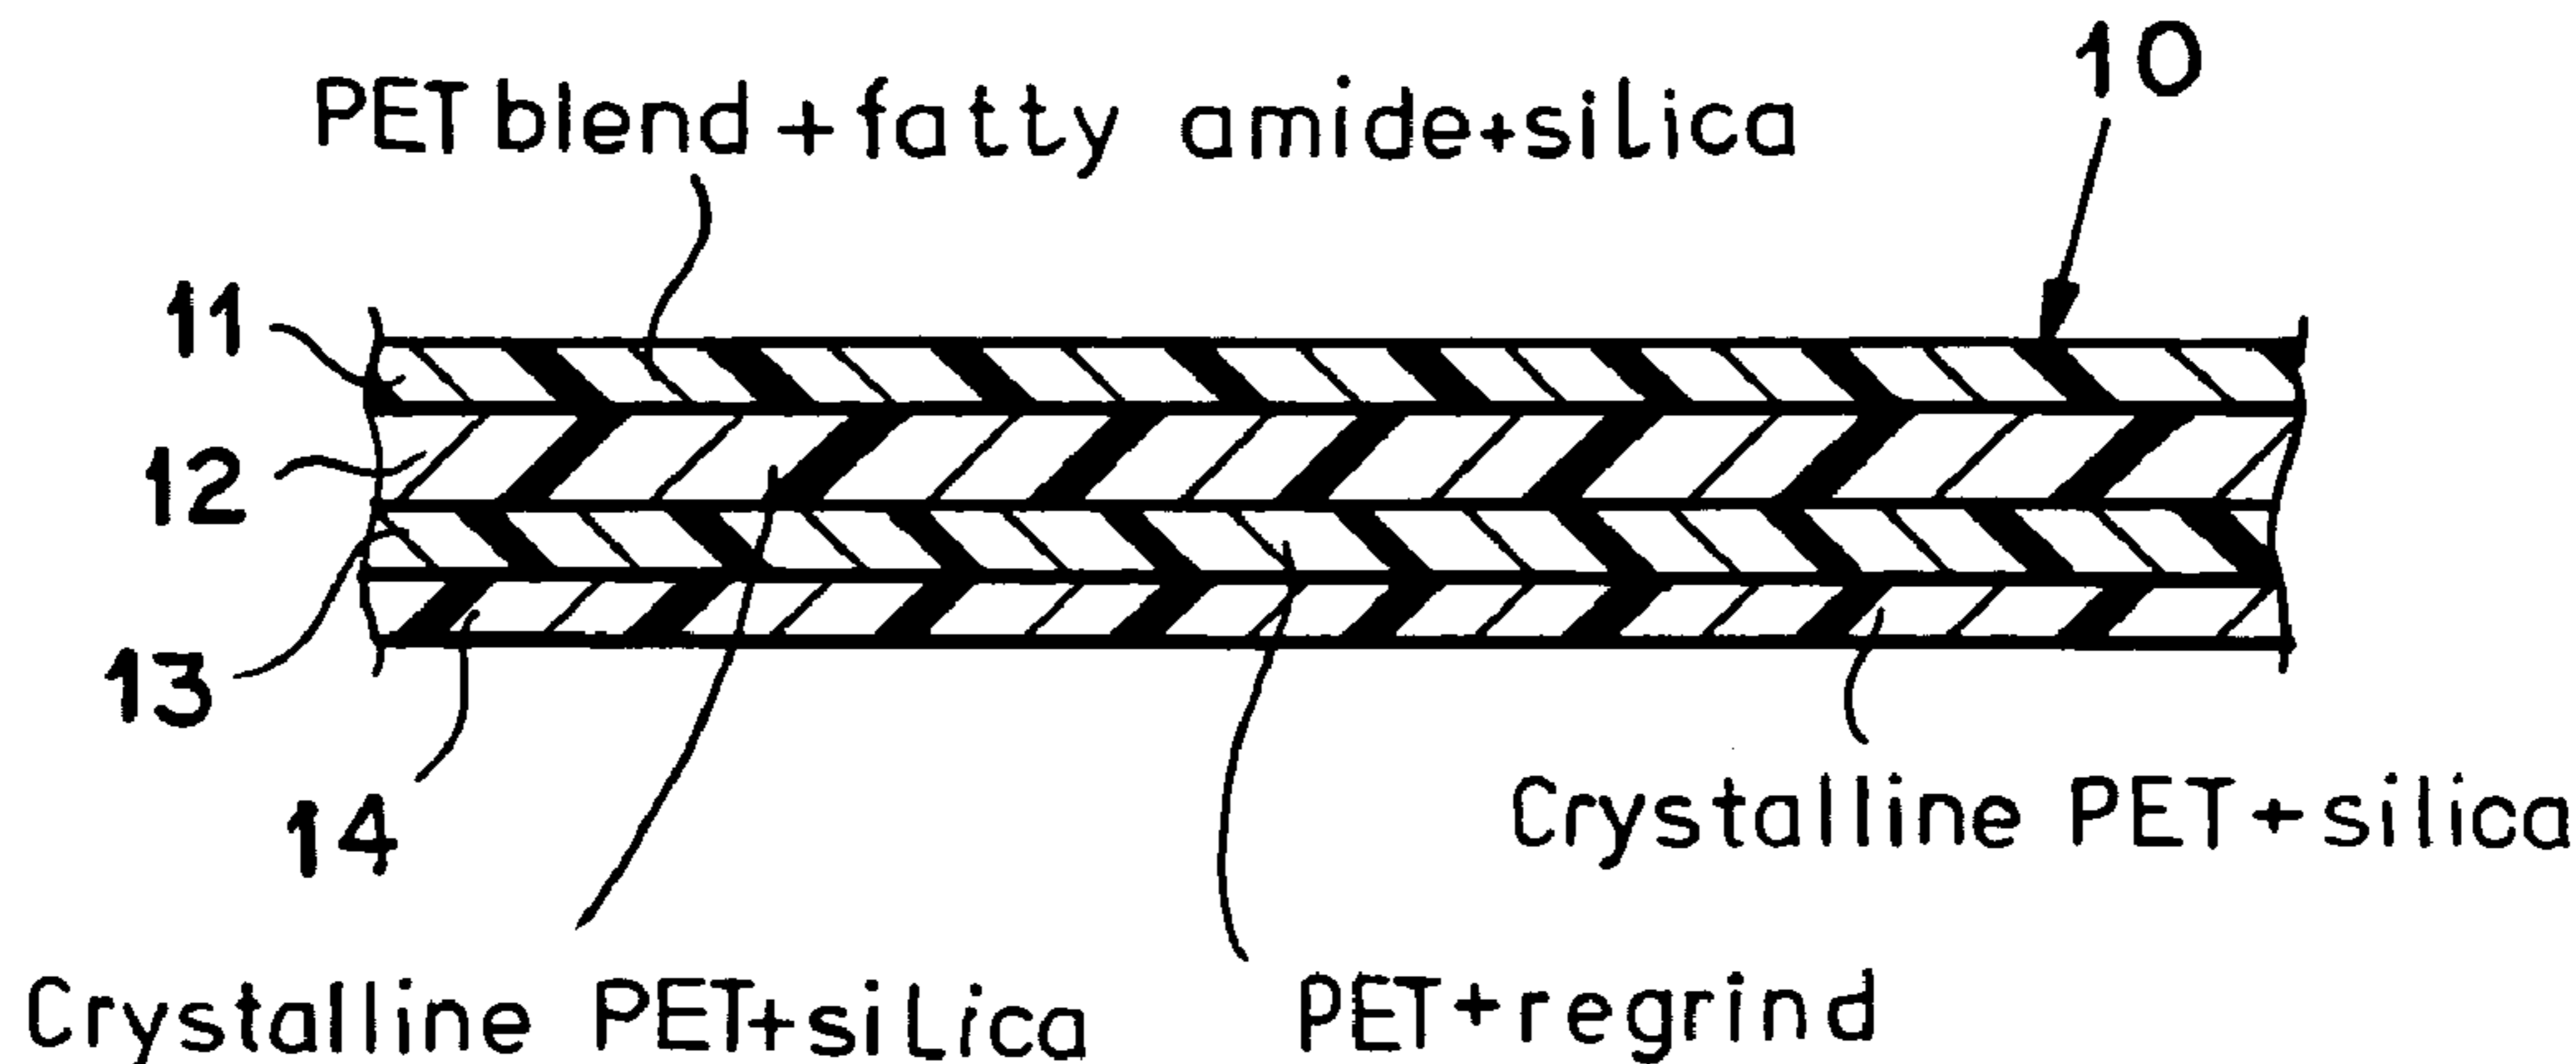 10
PET blend+fatty amide+silica
11
12
13
14
Crystalline PET+silica
Crystalline PET+silica
PET+regrind